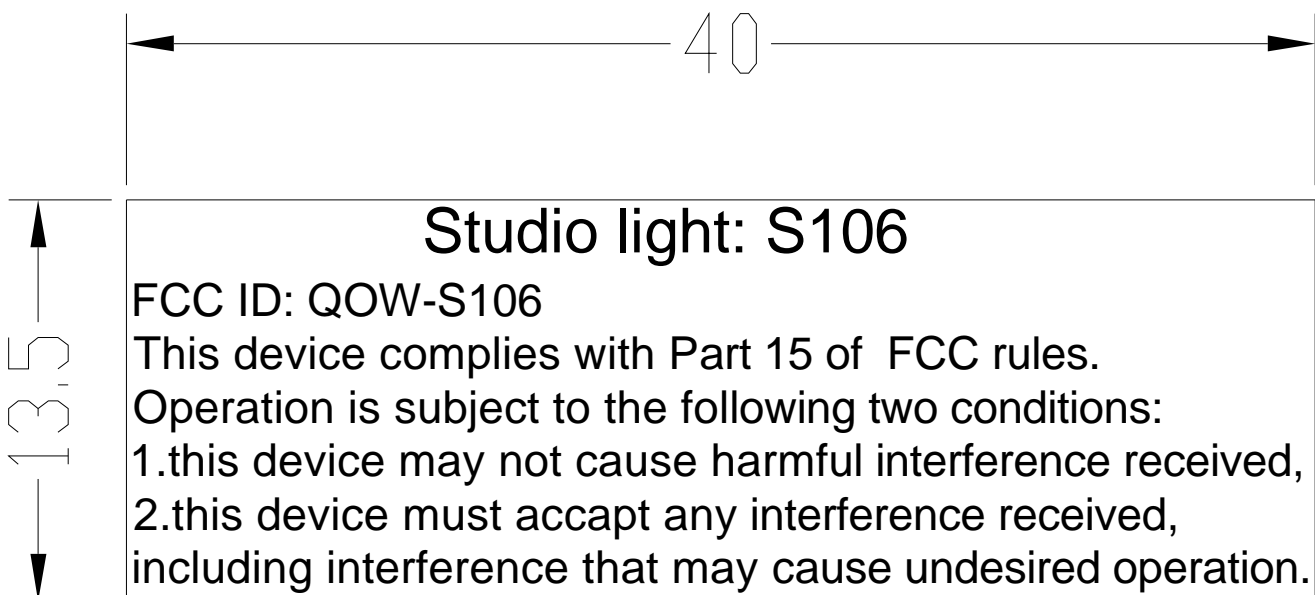 40
13.5
Studio light: S106
FCC ID: QOW-S106
This device complies with Part 15 of FCC rules.
Operation is subject to the following two conditions:
1.this device may not cause harmful interference received,
2.this device must accapt any interference received,
including interference that may cause undesired operation.